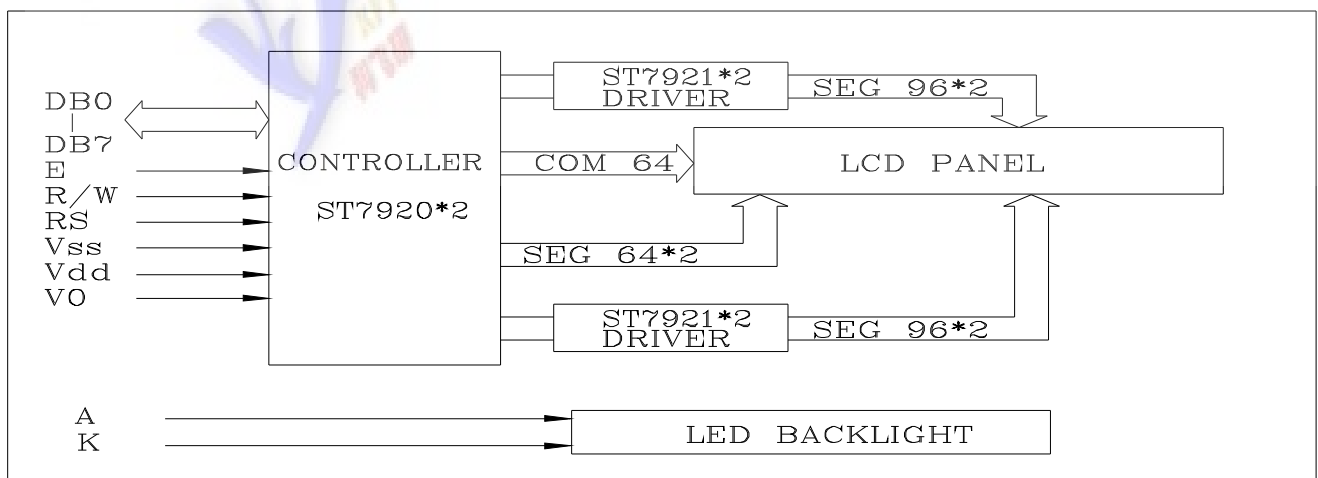 DB0
|
DB7
E
R/W
RS
Vss
Vdd
V0
CONTROLLER
ST7920*2
ST7921*2
DRIVER
SEG 96*2
COM 64
LCD PANEL
SEG 64*2
ST7921*2
DRIVER
SEG 96*2
A
K
LED BACKLIGHT